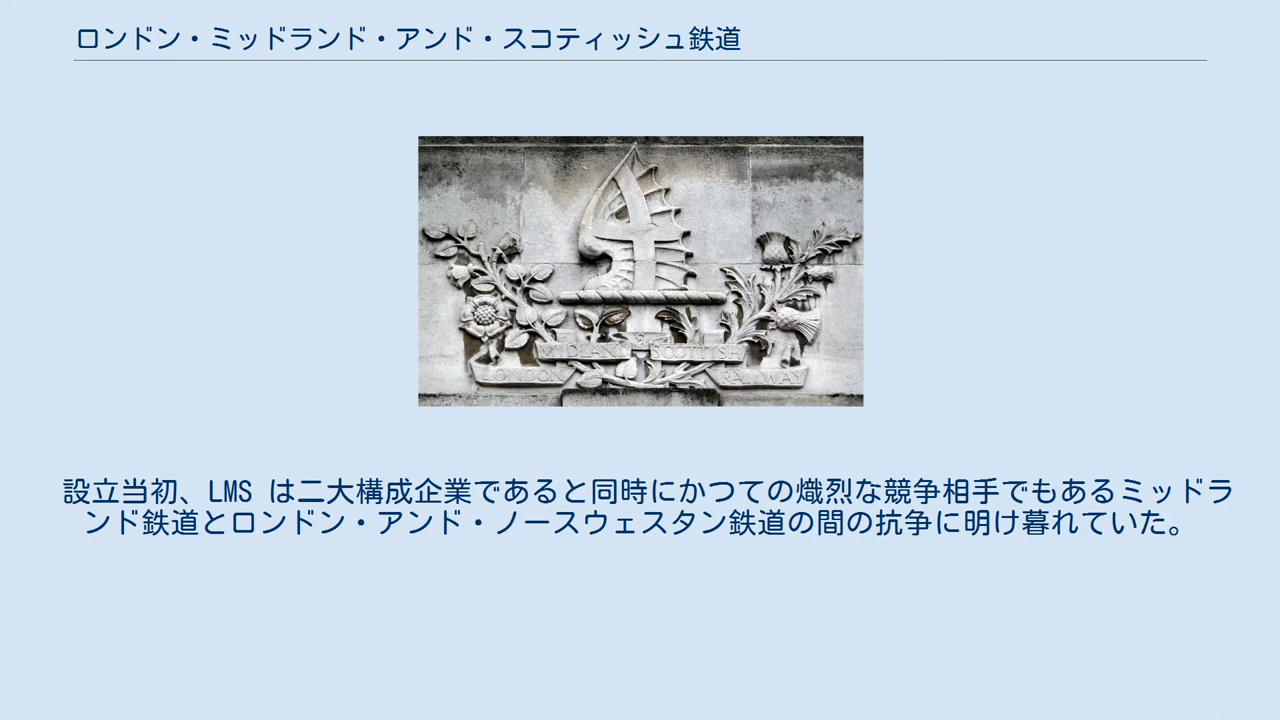 ロンドン・ミッドランド・アンド・スコティッシュ鉄道
&
MIDLAND SCOTTISH
LONDON RAILWAY
設立当初、LMS は二大構成企業であると同時にかつての熾烈な競争相手でもあるミッドラ
ンド鉄道とロンドン・アンド・ノースウェスタン鉄道の間の抗争に明け暮れていた。